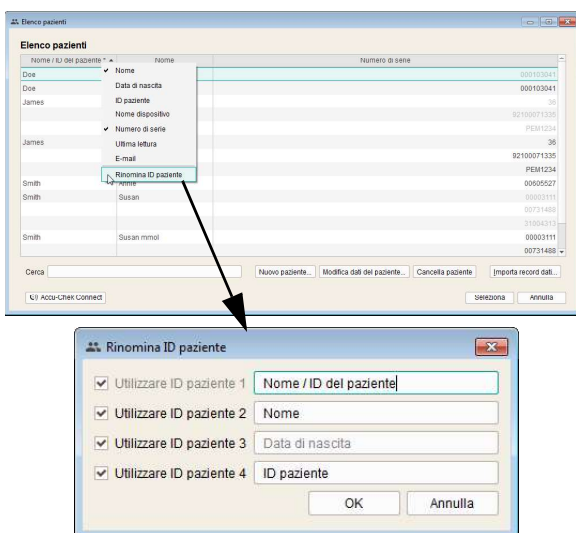 Elenco pazienti
Elenco pazienti
Nome / ID del paziente * Nome Numero di serie
Doe 000103041
Doe 000103041
James 36
92100071335
PEM1234
James 36
92100071335
PEM1234
Smith Annie 00605527
Smith Susan 00003111
00731488
31004313
Smith Susan mmol 00003111
00731488
Nome
Data di nascita
ID paziente
Nome dispositivo
Numero di serie
Ultima lettura
E-mail
Rinomina ID paziente
Cerca Nuovo paziente... Modifica dati del paziente... Cancella paziente Importa record dati...
Accu-Chek Connect Seleziona Annulla
Rinomina ID paziente
Utilizzare ID paziente 1 Nome / ID del paziente
Utilizzare ID paziente 2 Nome
Utilizzare ID paziente 3 Data di nascita
Utilizzare ID paziente 4 ID paziente
OK Annulla